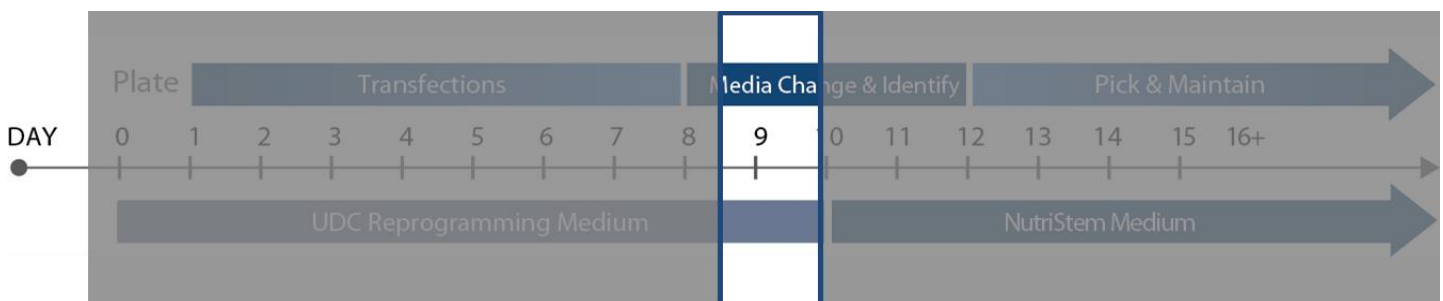 Plate Transfections Media Change & Identify Pick & Maintain
DAY 0 1 2 3 4 5 6 7 8 9 10 11 12 13 14 15 16+
UDC Reprogramming Medium NutriStem Medium